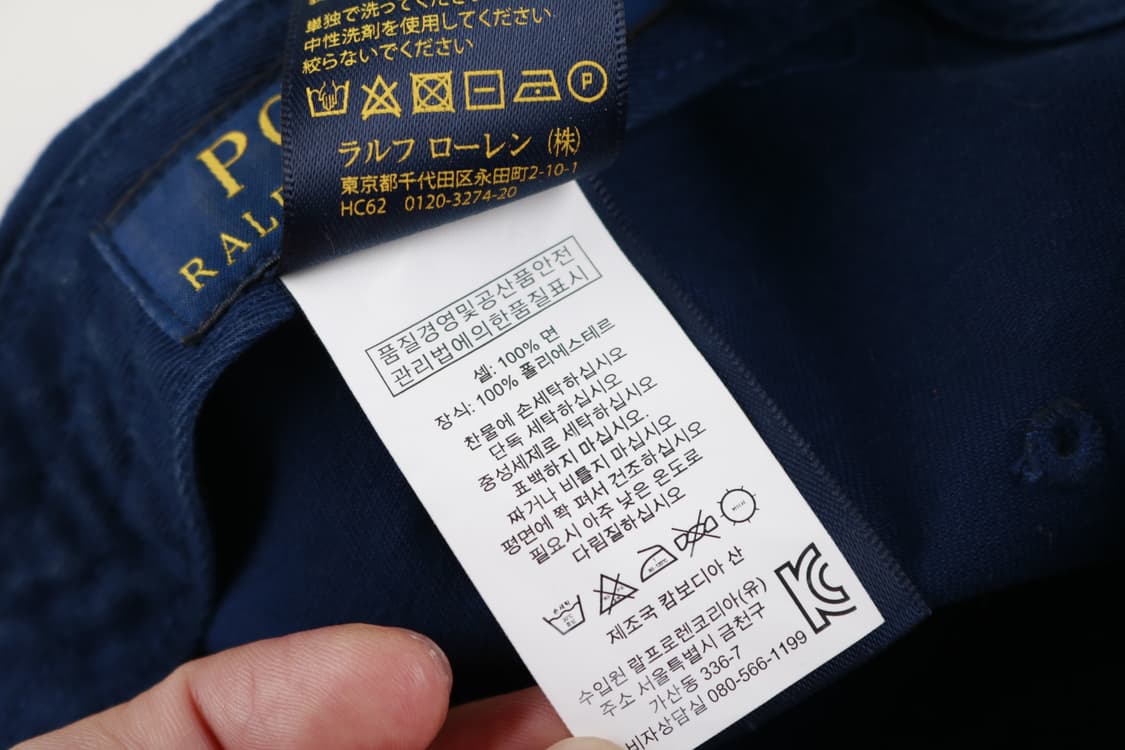 単独で洗ってください
中性洗剤を使用してください
絞らないでください
P
ラルフ ローレン (株)
東京都千代田区永田町2-10-1
HC62 0120-3274-20
PO
RAL
품질경영및공산품안전
관리법에의한품질표시
셀: 100% 면
장식: 100% 폴리에스테르
찬물에 손세탁하십시오
단독 세탁하십시오
중성세제로 세탁하십시오
표백하지 마십시오.
짜거나 비틀지 마십시오
평면에 쫙 펴서 건조하십시오
필요시 아주 낮은 온도로
다림질하십시오
손세탁
제조국 캄보디아 산
수입원 랄프로렌코리아(유)
주소 서울특별시 금천구
가산동 336-7
비자상담실 080-566-1199